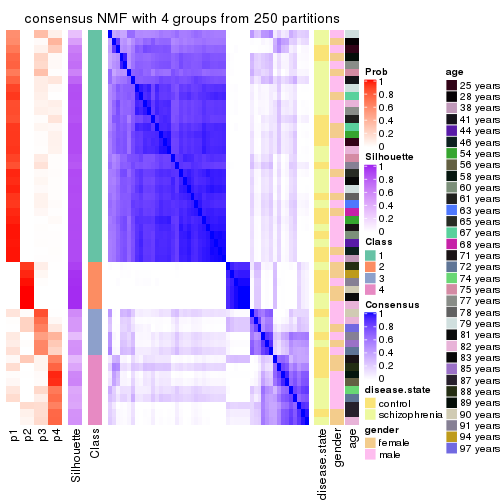 consensus NMF with 4 groups from 250 partitions
p1
p2
p3
p4
Silhouette
Class
disease.state
gender
age
Prob
0.8
0.6
0.4
0.2
0
Silhouette
1
0.8
0.6
0.4
0.2
0
Class
1
2
3
4
Consensus
1
0.8
0.6
0.4
0.2
0
disease.state
control
schizophrenia
gender
female
male
age
25 years
28 years
38 years
41 years
44 years
46 years
54 years
56 years
58 years
60 years
61 years
63 years
65 years
67 years
68 years
71 years
72 years
74 years
75 years
77 years
78 years
79 years
81 years
82 years
83 years
85 years
87 years
88 years
89 years
90 years
91 years
94 years
97 years